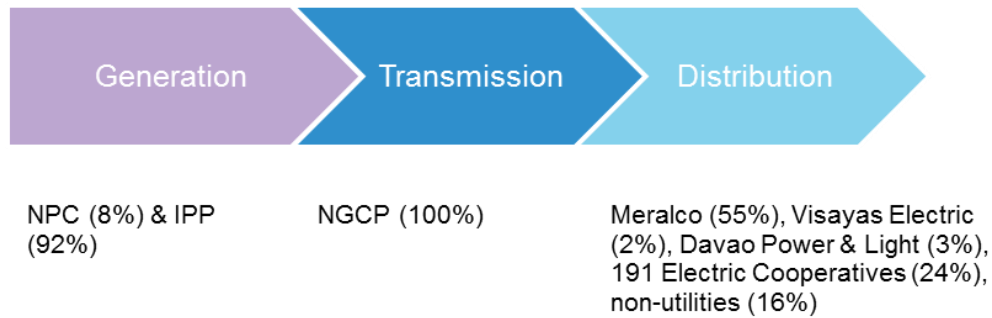 Generation
Transmission
Distribution
NPC (8%) & IPP
(92%)
NGCP (100%)
Meralco (55%), Visayas Electric
(2%), Davao Power & Light (3%),
191 Electric Cooperatives (24%),
non-utilities (16%)